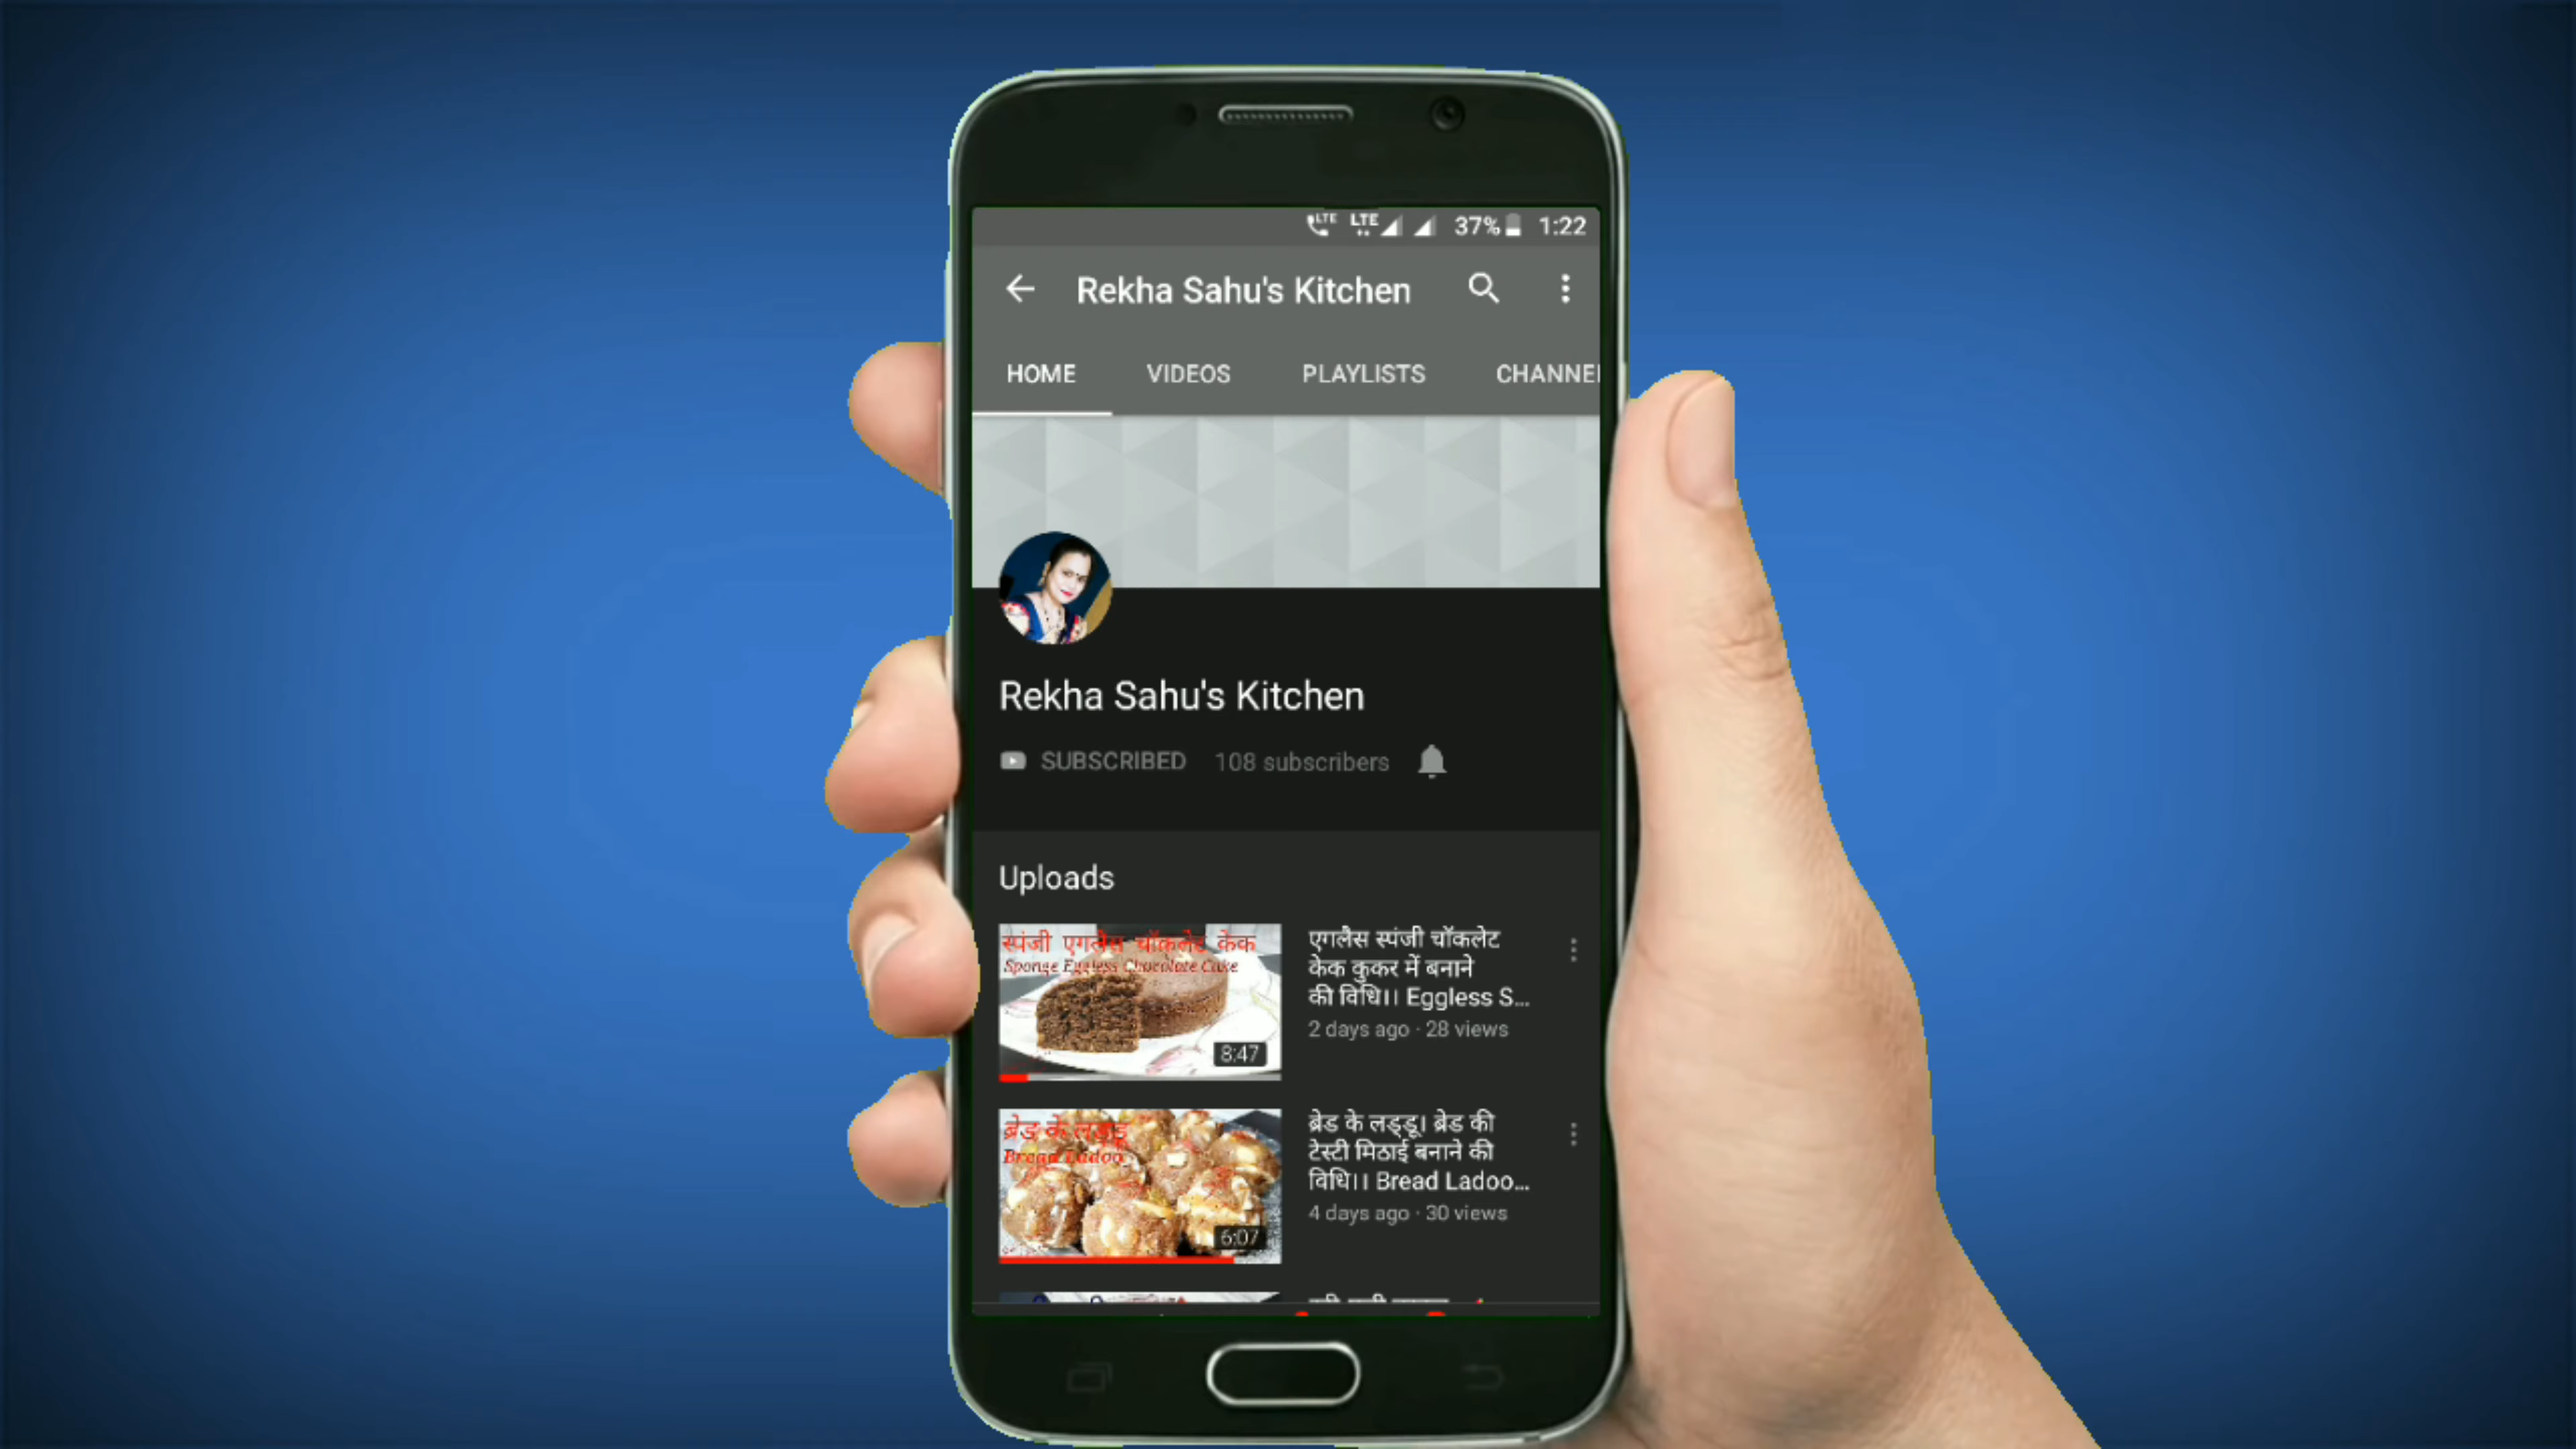 LTE LTE 37% 1:22
Rekha Sahu's Kitchen
HOME VIDEOS PLAYLISTS CHANNEL
Rekha Sahu's Kitchen
SUBSCRIBED 108 subscribers
Uploads
स्पंजी एगलैस चॉकलेट केक
Sponge Eggless Chocolate Cake
8:47
एगलैस स्पंजी चॉकलेट
केक कुकर में बनाने
की विधि।। Eggless S...
2 days ago · 28 views
ब्रेड के लड्डू
Bread Ladoo
6:07
ब्रेड के लड्डू। ब्रेड की
टेस्टी मिठाई बनाने की
विधि।। Bread Ladoo...
4 days ago · 30 views